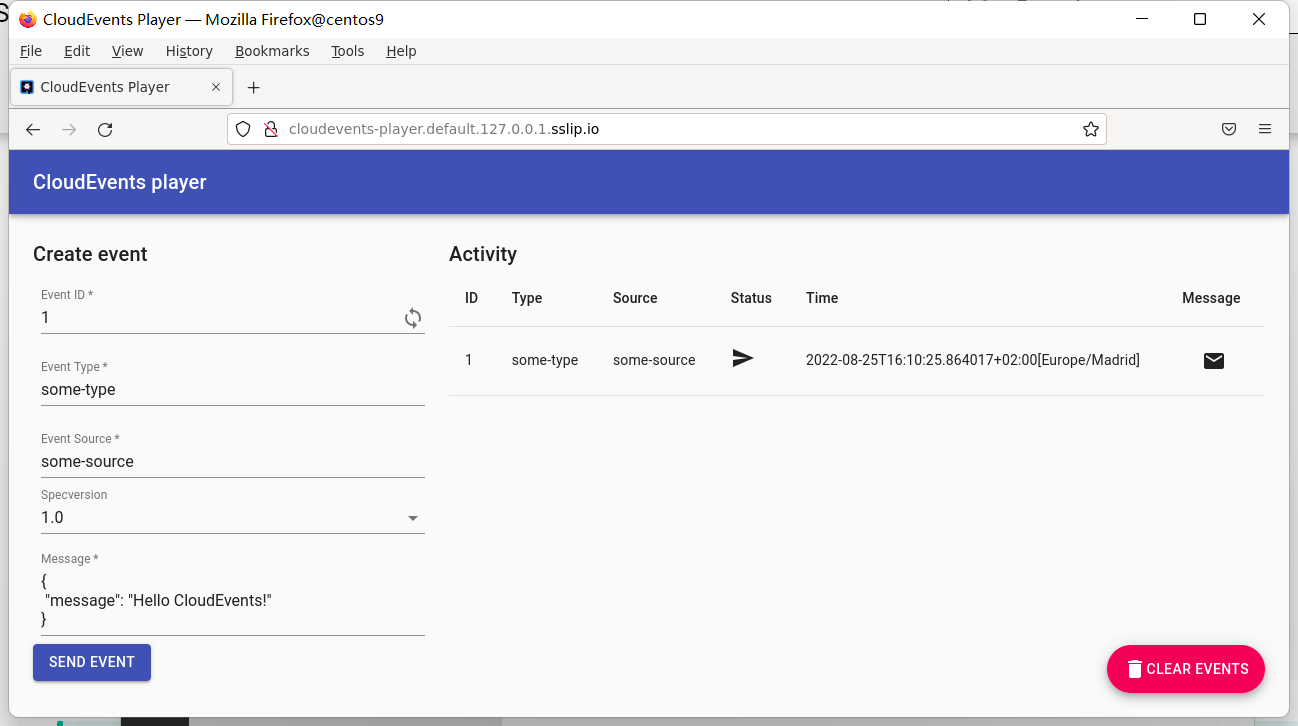 CloudEvents Player — Mozilla Firefox@centos9
File Edit View History Bookmarks Tools Help
CloudEvents Player
cloudevents-player.default.127.0.0.1.sslip.io
CloudEvents player
Create event
Event ID *
1
Event Type *
some-type
Event Source *
some-source
Specversion
1.0
Message *
{
"message": "Hello CloudEvents!"
}
SEND EVENT
Activity
ID Type Source Status Time Message
1 some-type some-source 2022-08-25T16:10:25.864017+02:00[Europe/Madrid]
CLEAR EVENTS